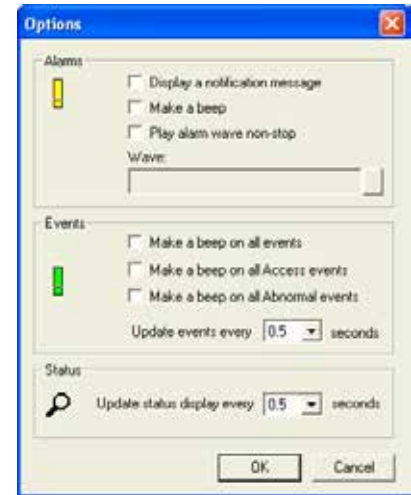 Options
Alarms
Display a notification message
Make a beep
Play alarm wave non-stop
Wave:
Events
Make a beep on all events
Make a beep on all Access events
Make a beep on all Abnormal events
Update events every 0.5 seconds
Status
Update status display every 0.5 seconds
OK Cancel